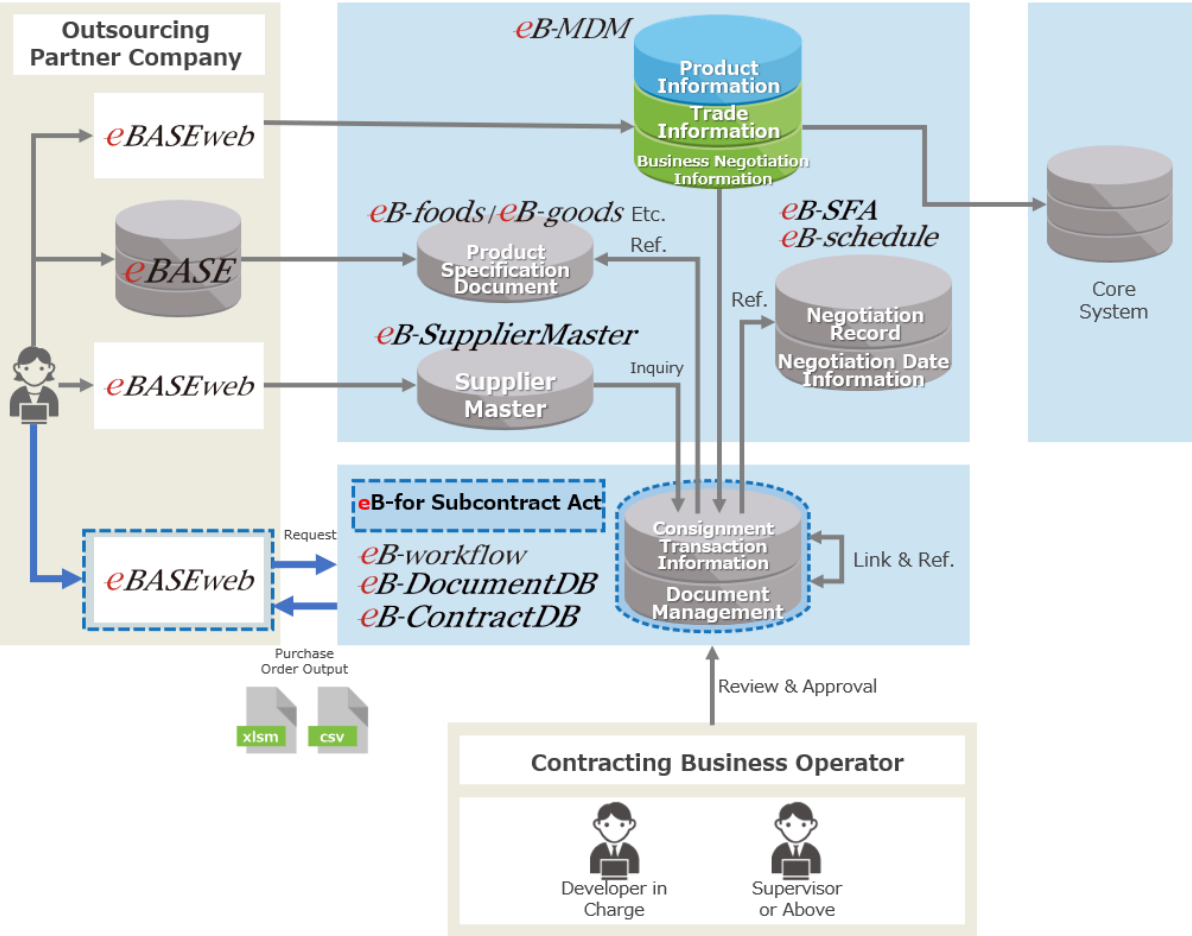 Outsourcing
Partner Company
eBASEweb
eBASE
eBASEweb
eBASEweb
Request
Purchase
Order Output
xlsm
csv
eB-MDM
Product
Information
Trade
Information
Business Negotiation
Information
eB-foods/eB-goods Etc.
Ref.
Product
Specification
Document
eB-SupplierMaster
Supplier
Master
Inquiry
eB-SFA
eB-schedule
Ref.
Negotiation
Record
Negotiation Date
Information
Core
System
eB-for Subcontract Act
eB-workflow
eB-DocumentDB
eB-ContractDB
Consignment
Transaction
Information
Document
Management
Link & Ref.
Review & Approval
Contracting Business Operator
Developer in
Charge
Supervisor
or Above